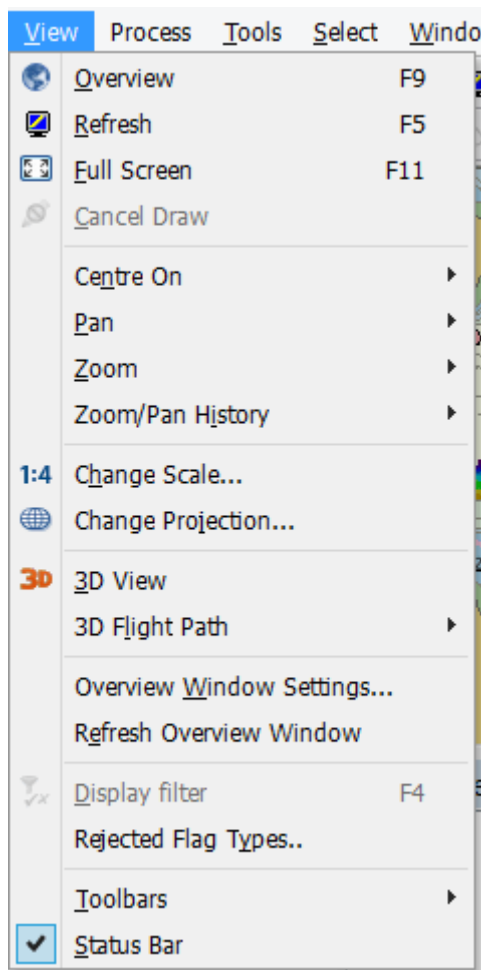 View Process Tools Select Windo
Overview F9
Refresh F5
Full Screen F11
Cancel Draw
Centre On
Pan
Zoom
Zoom/Pan History
1:4 Change Scale...
Change Projection...
3D 3D View
3D Flight Path
Overview Window Settings...
Refresh Overview Window
Display filter F4
Rejected Flag Types..
Toolbars
Status Bar